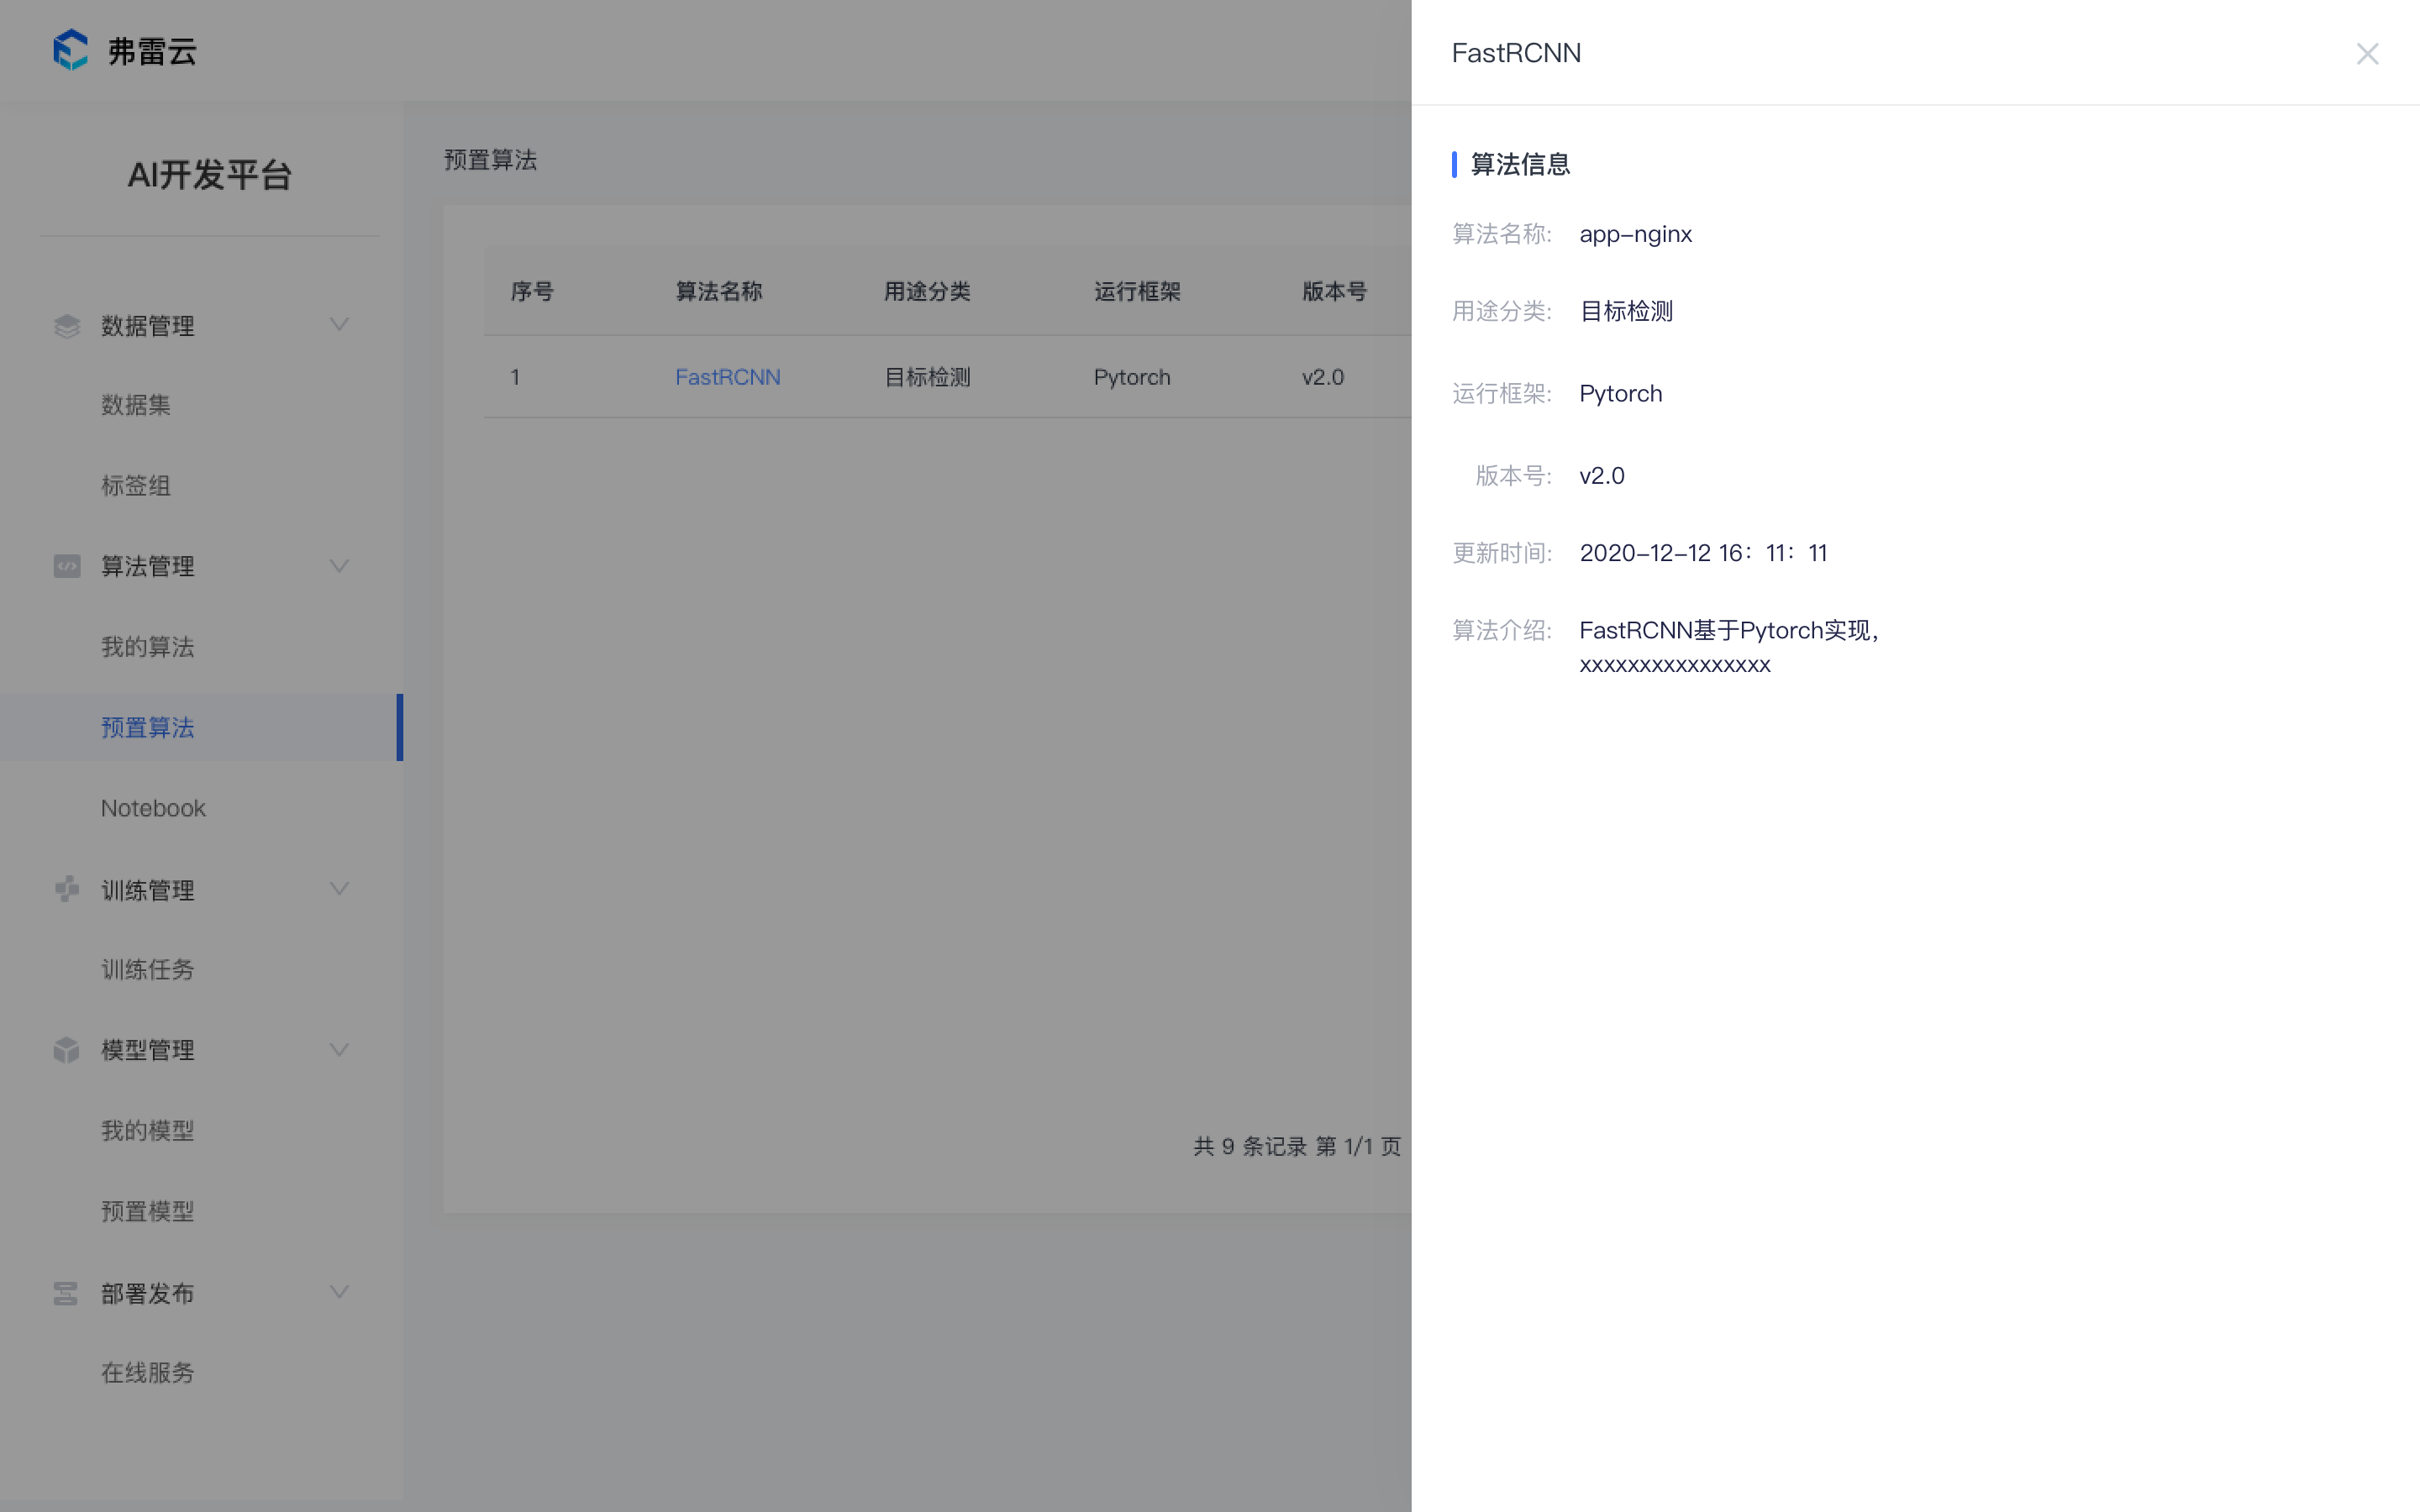 弗雷云
AI开发平台
数据管理
数据集
标签组
算法管理
我的算法
预置算法
Notebook
训练管理
训练任务
模型管理
我的模型
预置模型
部署发布
在线服务
预置算法
序号 算法名称 用途分类 运行框架 版本号
1 FastRCNN 目标检测 Pytorch v2.0
共 9 条记录 第 1/1 页
FastRCNN
算法信息
算法名称: app-nginx
用途分类: 目标检测
运行框架: Pytorch
版本号: v2.0
更新时间: 2020-12-12 16：11：11
算法介绍: FastRCNN基于Pytorch实现，
xxxxxxxxxxxxxxxx